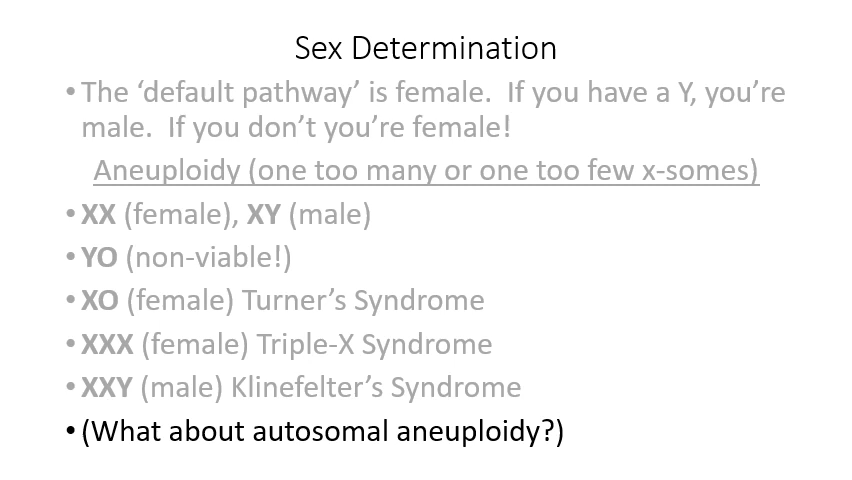 Sex Determination
• The ‘default pathway’ is female.  If you have a Y, you’re
male.  If you don’t you’re female!
Aneuploidy (one too many or one too few x-somes)
• XX (female), XY (male)
• YO (non-viable!)
• XO (female) Turner’s Syndrome
• XXX (female) Triple-X Syndrome
• XXY (male) Klinefelter’s Syndrome
• (What about autosomal aneuploidy?)